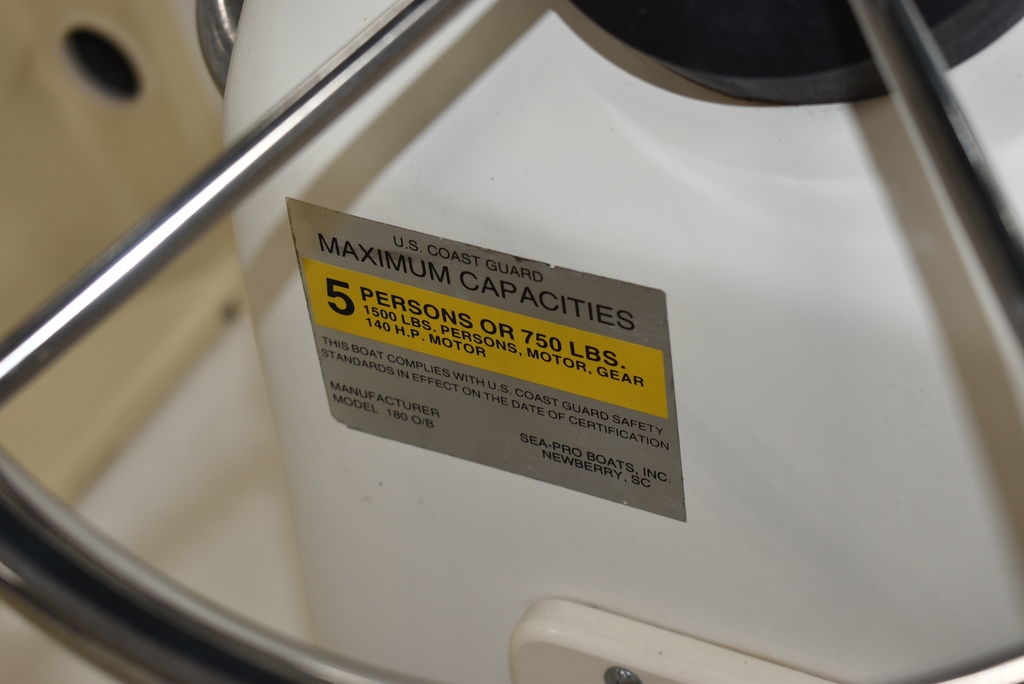 U.S. COAST GUARD
MAXIMUM CAPACITIES
5 PERSONS OR 750 LBS.
1500 LBS. PERSONS, MOTOR, GEAR
140 H.P. MOTOR
THIS BOAT COMPLIES WITH U.S. COAST GUARD SAFETY
STANDARDS IN EFFECT ON THE DATE OF CERTIFICATION
MANUFACTURER
MODEL 180 O/B
SEA-PRO BOATS, INC.
NEWBERRY, SC